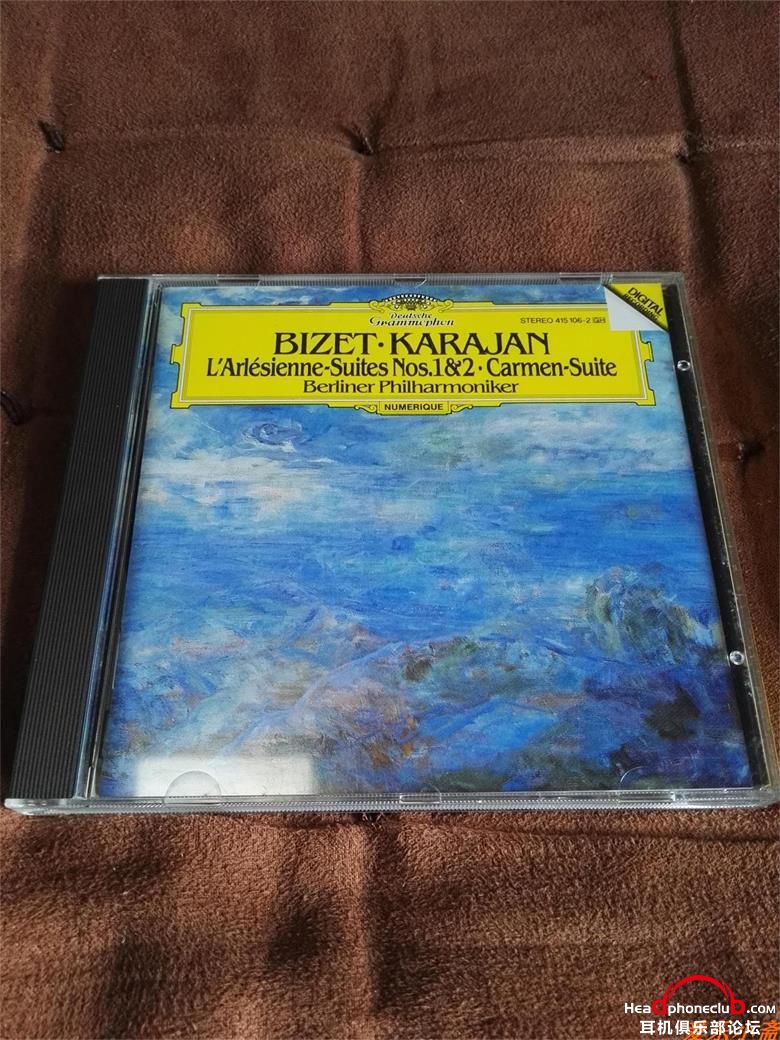 DIGITAL
Deutsche
Grammophon
STEREO 415 106-2 GH
BIZET · KARAJAN
L'Arlésienne-Suites Nos.1&2 · Carmen-Suite
Berliner Philharmoniker
NUMERIQUE
Headphoneclub.com
耳机俱乐部论坛